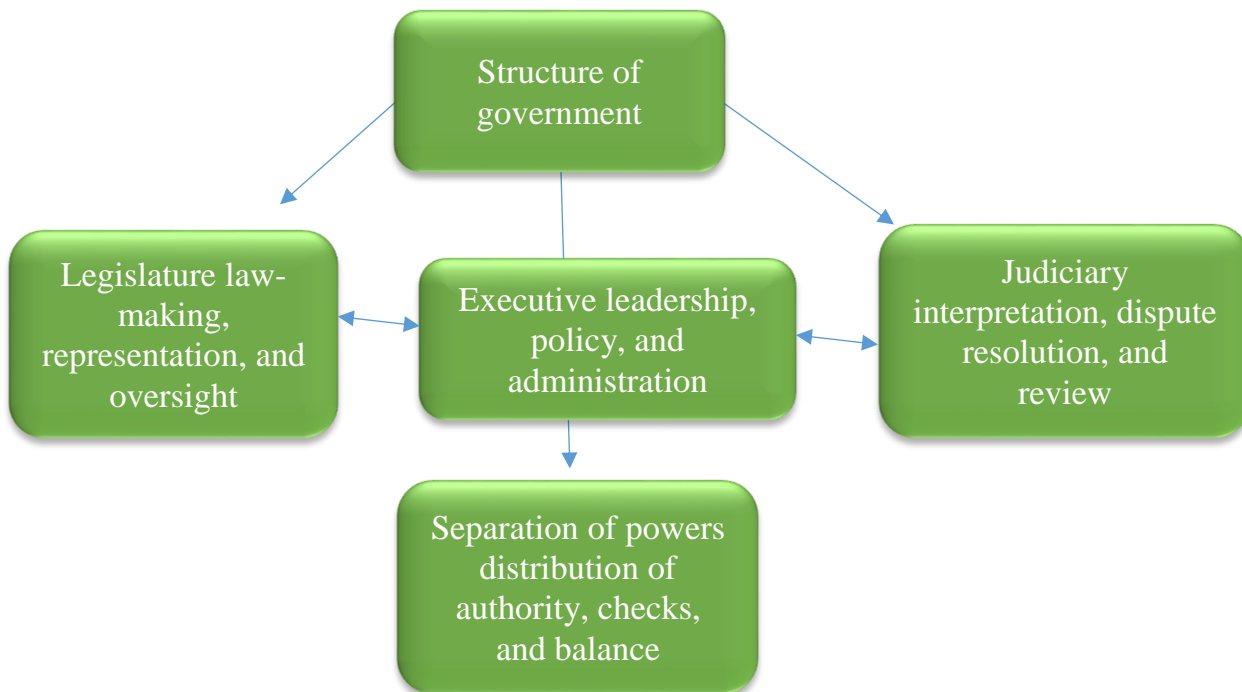 Structure of
government
Legislature law-
making,
representation, and
oversight
Executive leadership,
policy, and
administration
Judiciary
interpretation, dispute
resolution, and
review
Separation of powers
distribution of
authority, checks,
and balance